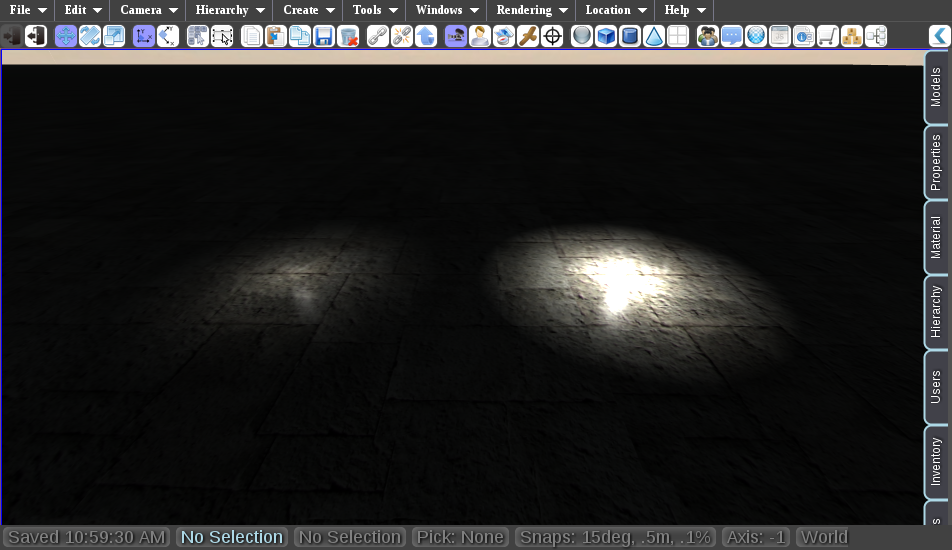 File Edit Camera Hierarchy Create Tools Windows Rendering Location Help
Models
Properties
Material
Hierarchy
Users
Inventory
Saved 10:59:30 AM No Selection No Selection Pick: None Snaps: 15deg, .5m, .1% Axis: -1 World